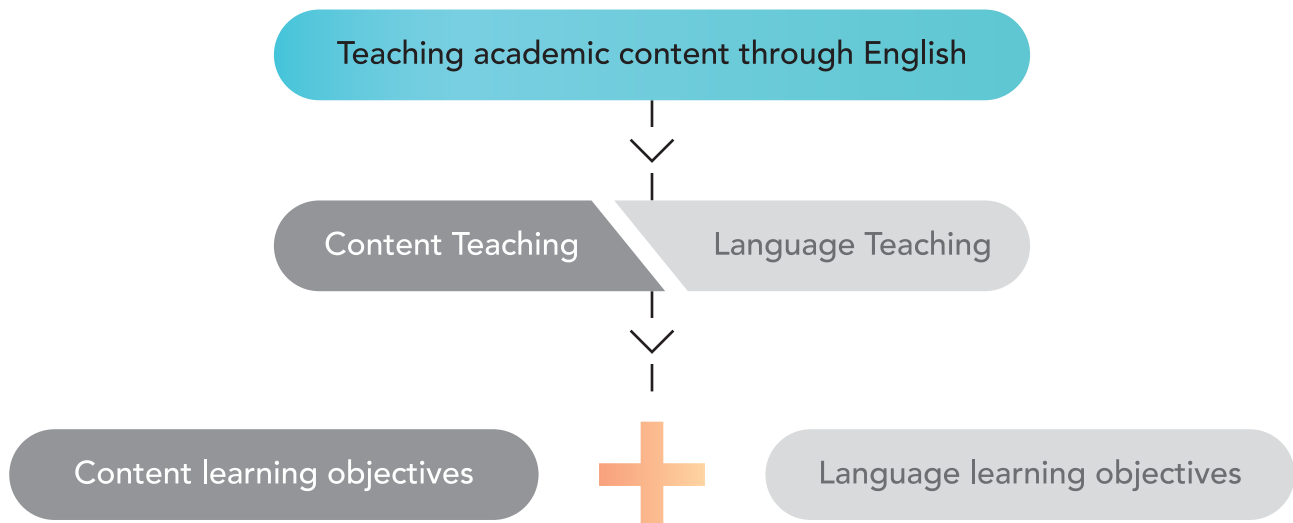 Teaching academic content through English
Content Teaching
Language Teaching
Content learning objectives
Language learning objectives